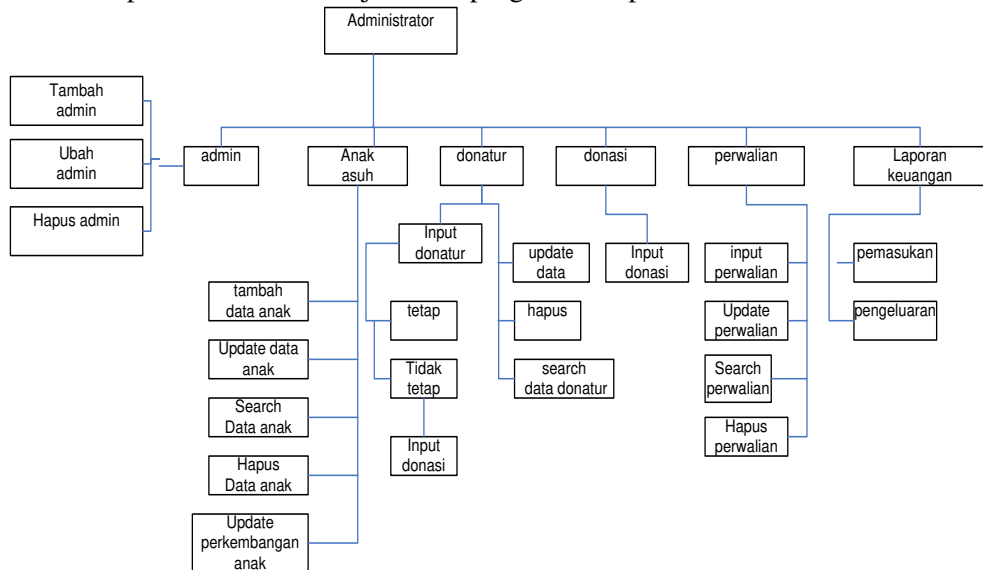 Administrator
Tambah
admin
Ubah
admin
Hapus admin
admin
Anak
asuh
donatur
donasi
perwalian
Laporan
keuangan
Input
donatur
update
data
Input
donasi
input
perwalian
pemasukan
tambah
data anak
tetap
hapus
Update
perwalian
pengeluaran
Update data
anak
Tidak
tetap
search
data donatur
Search
perwalian
Search
Data anak
Input
donasi
Hapus
perwalian
Hapus
Data anak
Update
perkembangan
anak